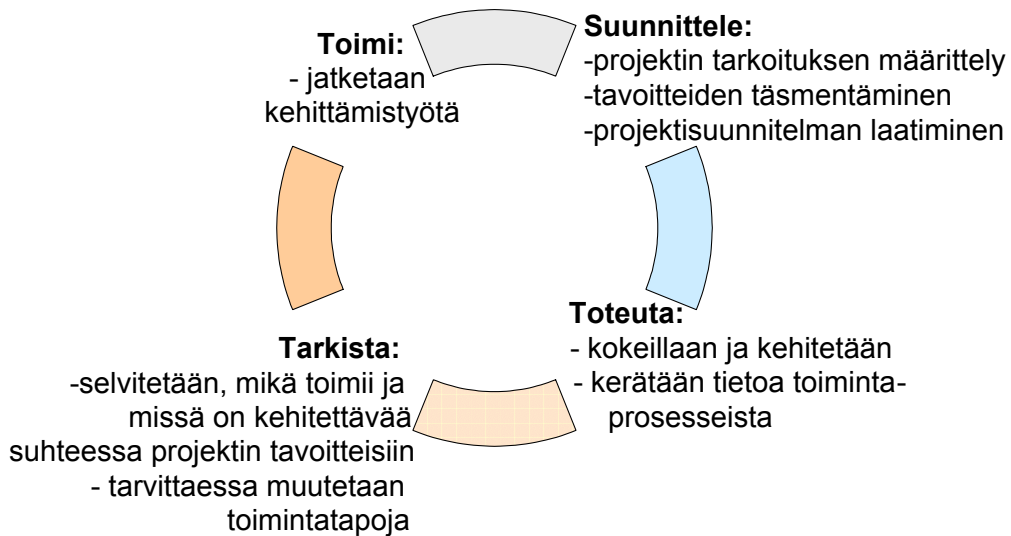 Toimi:
- jatketaan
kehittämistyötä
Suunnittele:
-projektin tarkoituksen määrittely
-tavoitteiden täsmentäminen
-projektisuunnitelman laatiminen
Toteuta:
- kokeillaan ja kehitetään
- kerätään tietoa toiminta-
prosesseista
Tarkista:
-selvitetään, mikä toimii ja
missä on kehitettävää
suhteessa projektin tavoitteisiin
- tarvittaessa muutetaan
toimintatapoja